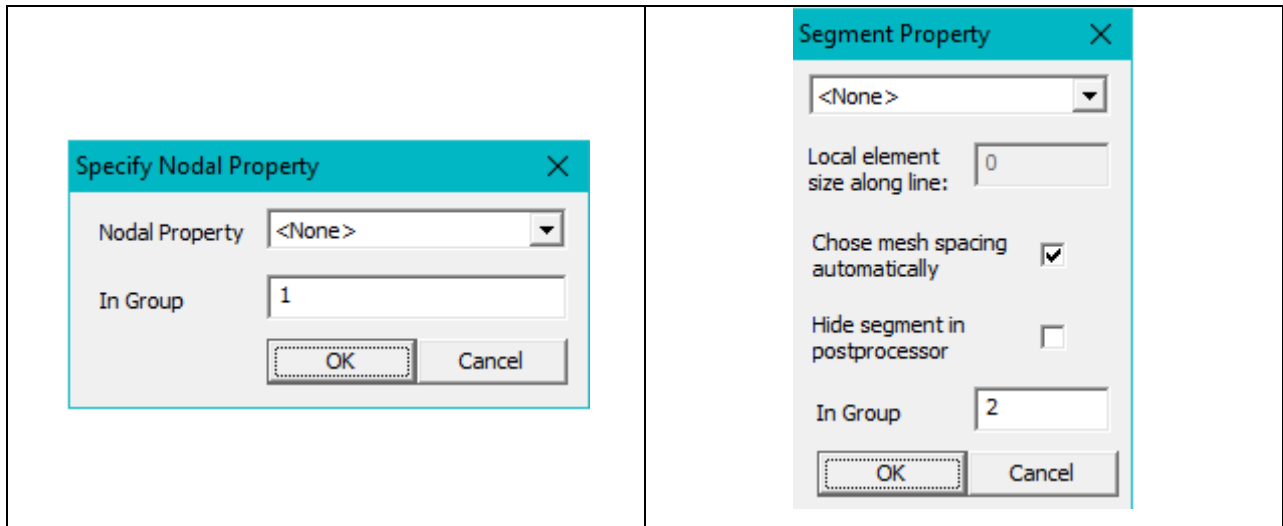 Specify Nodal Property
Nodal Property <None>
In Group 1
OK Cancel
Segment Property
<None>
Local element
size along line: 0
Chose mesh spacing
automatically
Hide segment in
postprocessor
In Group 2
OK Cancel